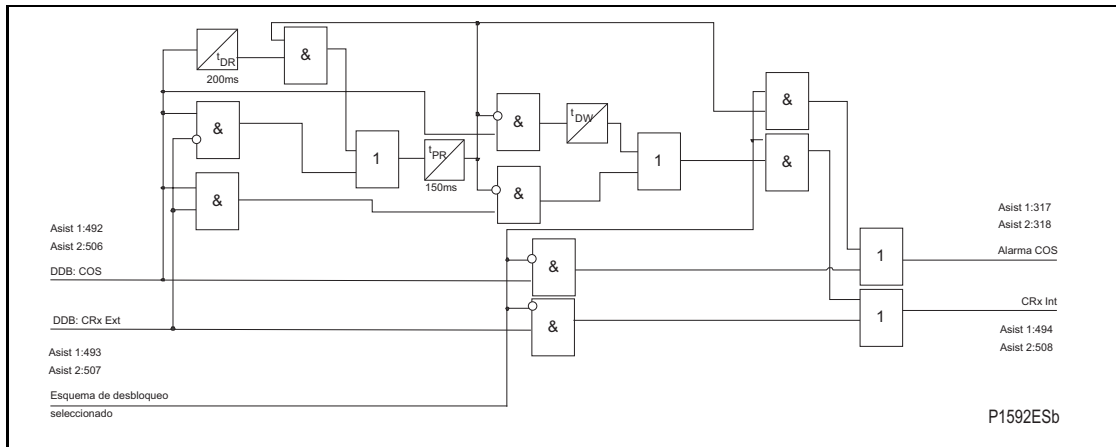 tDR
200ms
&
&
&
1
tPR
150ms
&
tDW
&
1
&
&
Asist 1:492
Asist 2:506
DDB: COS
&
DDB: CRx Ext
&
Asist 1:493
Asist 2:507
Esquema de desbloqueo
seleccionado
Asist 1:317
Asist 2:318
1
Alarma COS
1
CRx Int
Asist 1:494
Asist 2:508
P1592ESb